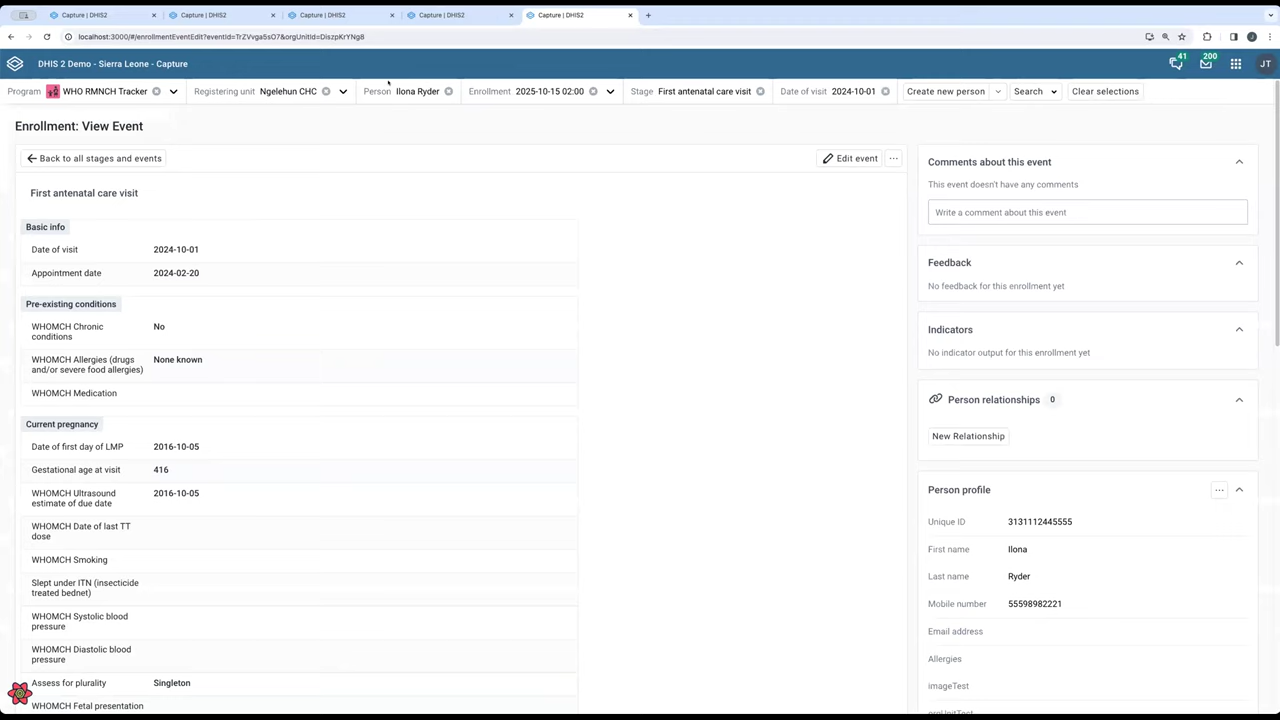 Capture | DHIS2
Capture | DHIS2
Capture | DHIS2
Capture | DHIS2
Capture | DHIS2
localhost:3000/#/enrollmentEventEdit?eventId=TrZVvga5sO7&orgUnitId=DiszpKrYNg8
DHIS 2 Demo - Sierra Leone - Capture
41
200
JT
Program WHO RMNCH Tracker
Registering unit Ngelehun CHC
Person Ilona Ryder
Enrollment 2025-10-15 02:00
Stage First antenatal care visit
Date of visit 2024-10-01
Create new person
Search
Clear selections
Enrollment: View Event
Back to all stages and events
Edit event
First antenatal care visit
Basic info
Date of visit 2024-10-01
Appointment date 2024-02-20
Pre-existing conditions
WHOMCH Chronic
conditions
No
WHOMCH Allergies (drugs
and/or severe food allergies)
None known
WHOMCH Medication
Current pregnancy
Date of first day of LMP 2016-10-05
Gestational age at visit 416
WHOMCH Ultrasound
estimate of due date
2016-10-05
WHOMCH Date of last TT
dose
WHOMCH Smoking
Slept under ITN (insecticide
treated bednet)
WHOMCH Systolic blood
pressure
WHOMCH Diastolic blood
pressure
Assess for plurality Singleton
WHOMCH Fetal presentation
Comments about this event
This event doesn't have any comments
Write a comment about this event
Feedback
No feedback for this enrollment yet
Indicators
No indicator output for this enrollment yet
Person relationships 0
New Relationship
Person profile
Unique ID 3131112445555
First name Ilona
Last name Ryder
Mobile number 55598982221
Email address
Allergies
imageTest
orgUnitTest